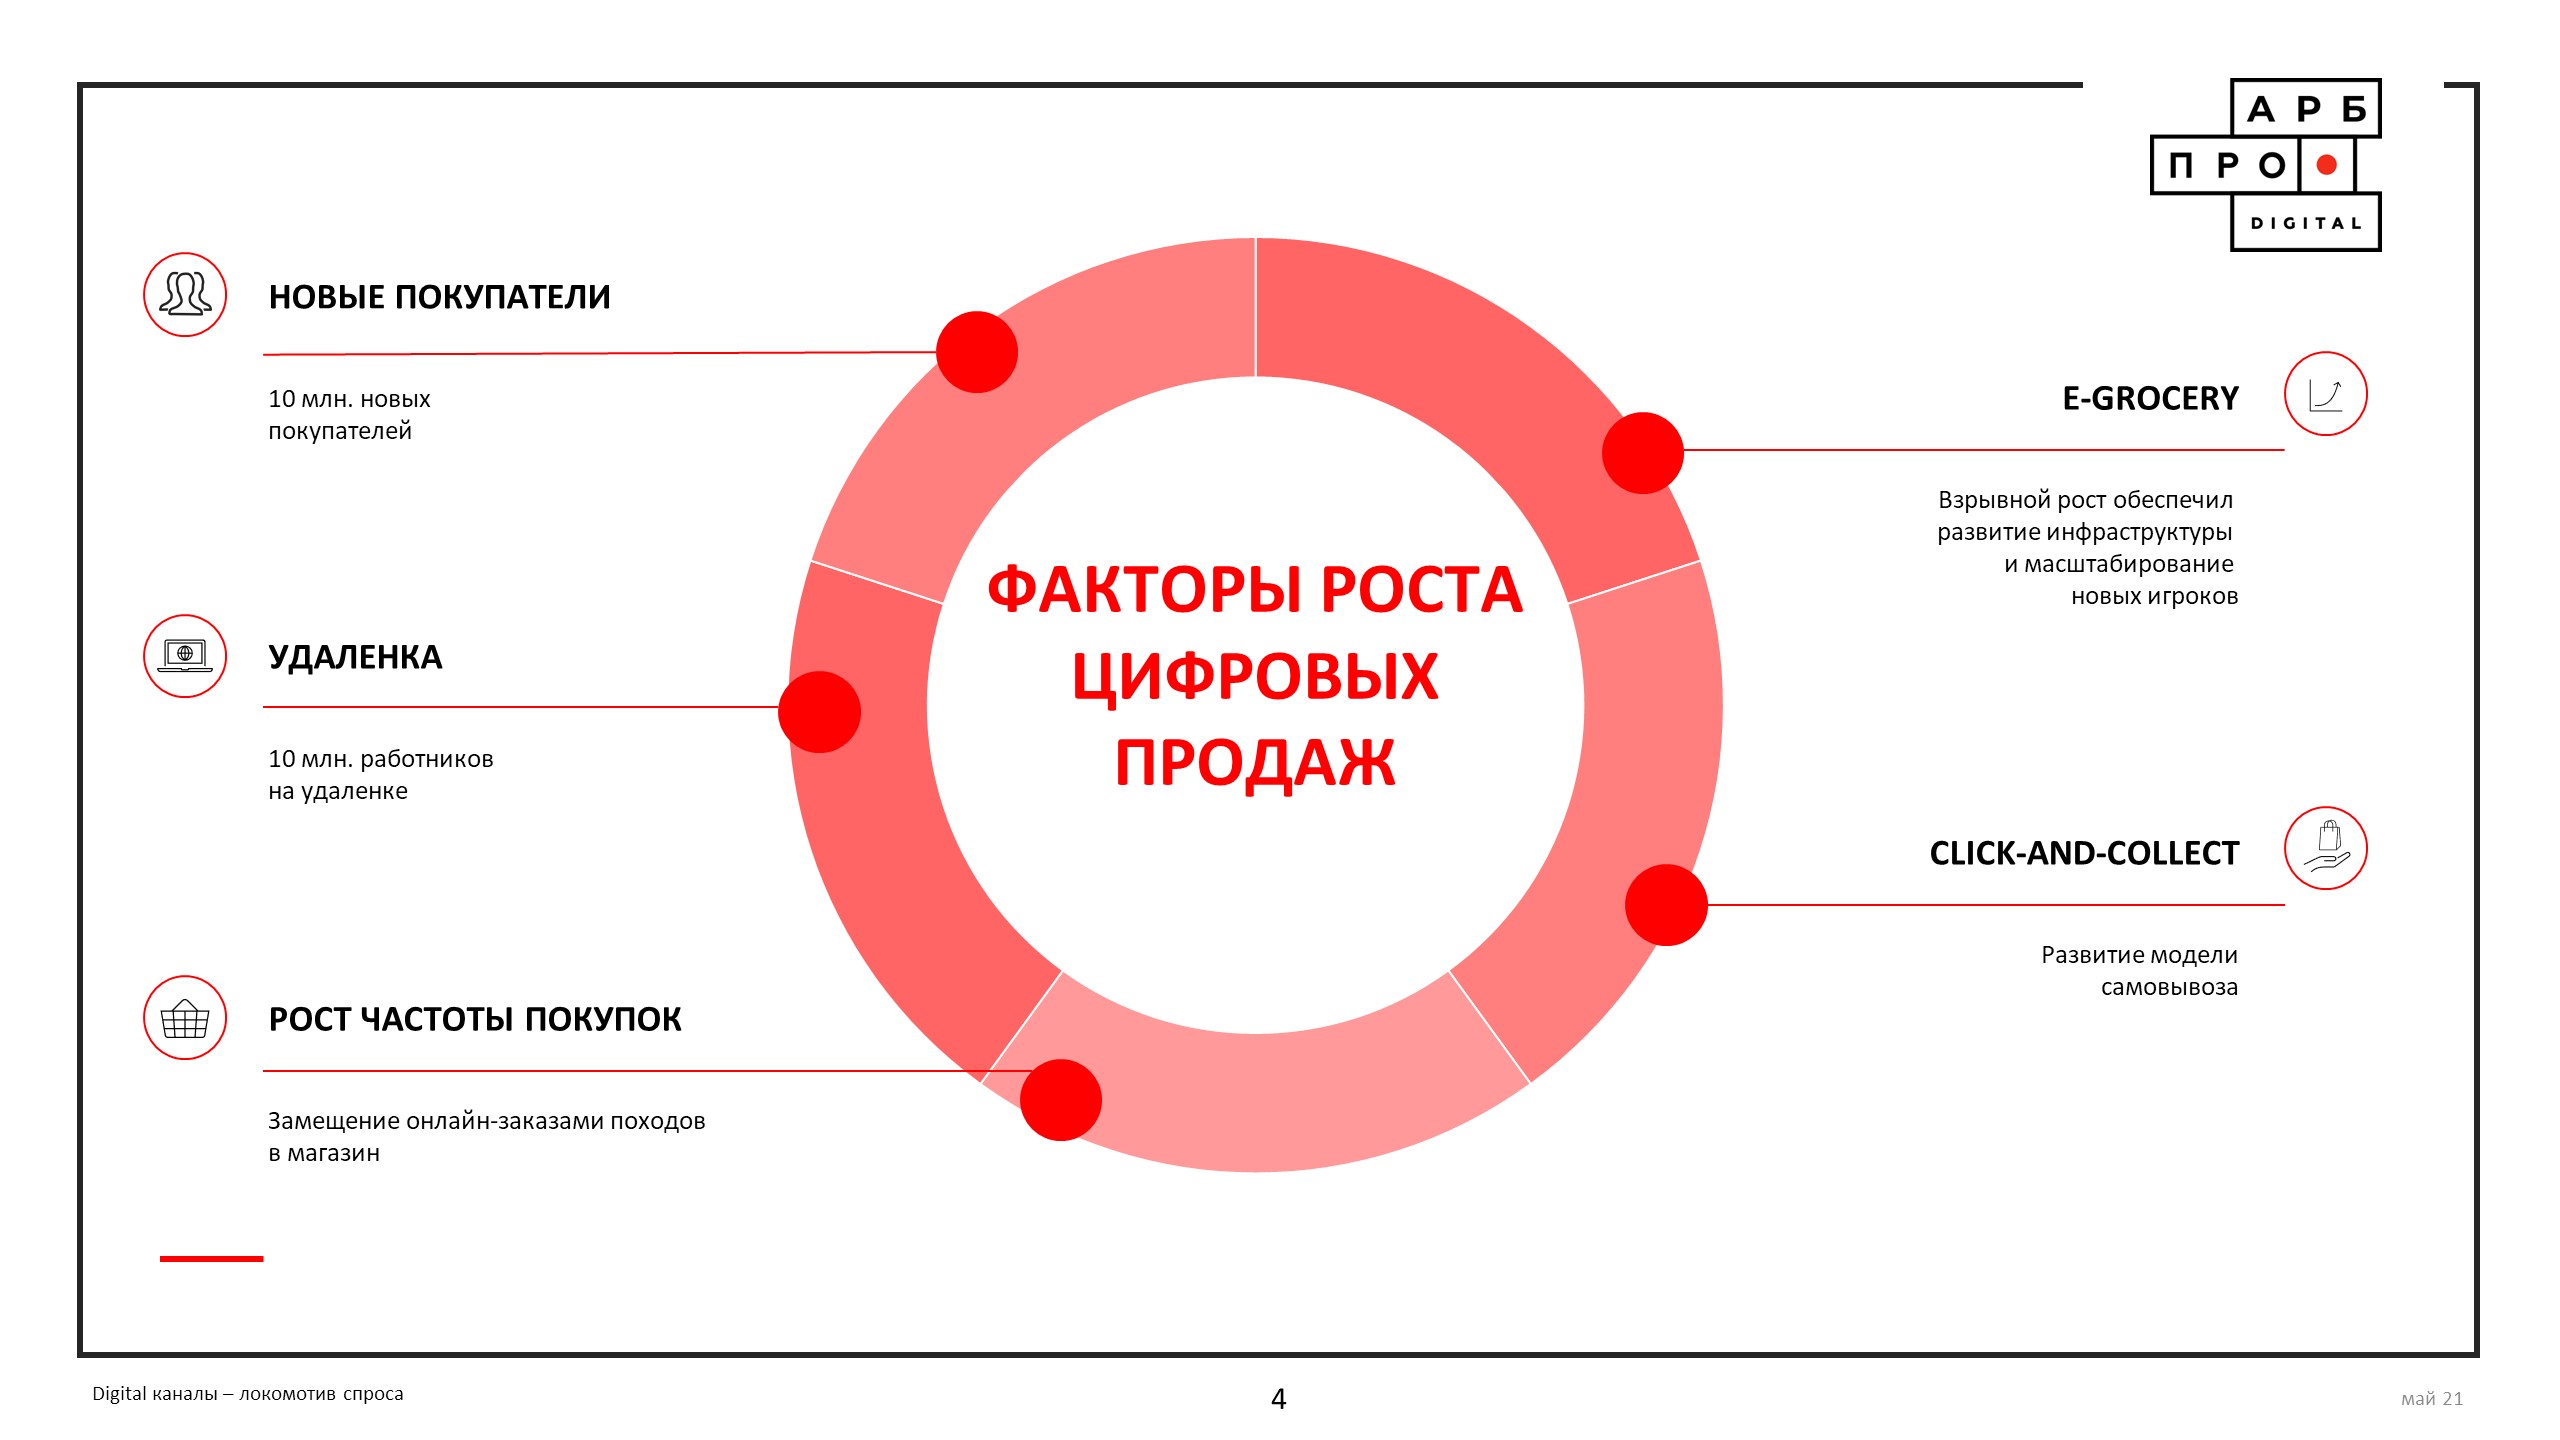 АРБ
ПРО
DIGITAL
НОВЫЕ ПОКУПАТЕЛИ
10 млн. новых
покупателей
УДАЛЕНКА
10 млн. работников
на удаленке
РОСТ ЧАСТОТЫ ПОКУПОК
Замещение онлайн-заказами походов
в магазин
ФАКТОРЫ РОСТА
ЦИФРОВЫХ
ПРОДАЖ
E-GROCERY
Взрывной рост обеспечил
развитие инфраструктуры
и масштабирование
новых игроков
CLICK-AND-COLLECT
Развитие модели
самовывоза
Digital каналы – локомотив спроса
4
май 21